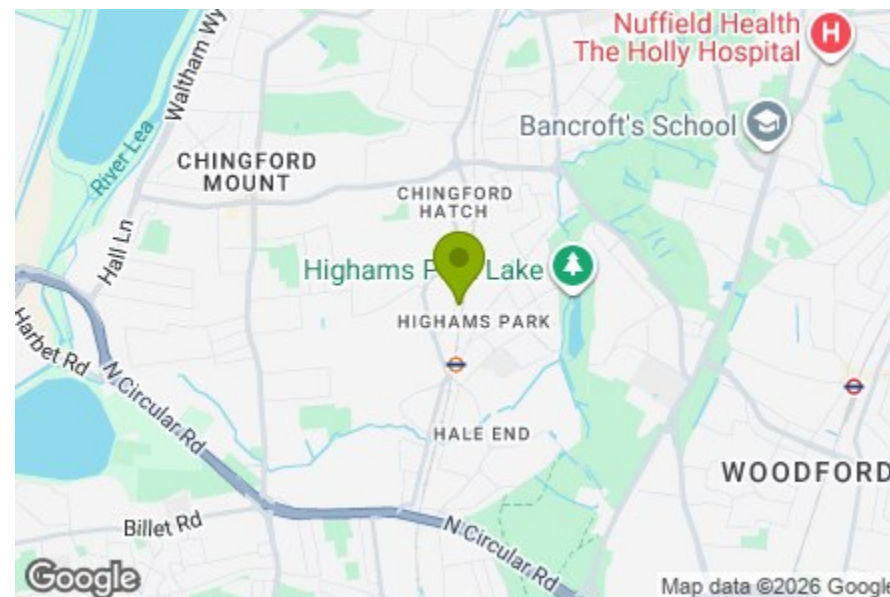 Nuffield Health
The Holly Hospital
Waltham Wy
Bancroft's School
River Lea
CHINGFORD
MOUNT
CHINGFORD
HATCH
Hall Ln
Highams P Lake
HIGHAMS PARK
Harbet Rd
N Circular Rd
HALE END
WOODFORD
Billet Rd
N Circular Rd
Google
Map data ©2026 Google